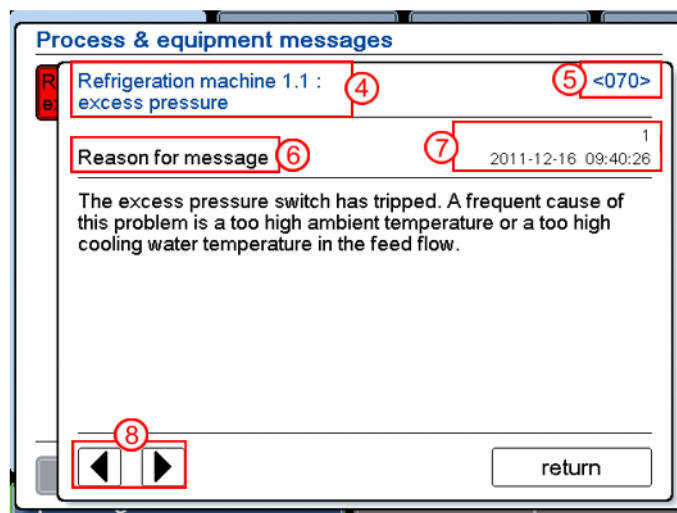 Process & equipment messages
R
e
Refrigeration machine 1.1 :
excess pressure
4
5
<070>
Reason for message
6
7
1
2011-12-16 09:40:26
The excess pressure switch has tripped. A frequent cause of
this problem is a too high ambient temperature or a too high
cooling water temperature in the feed flow.
8
return